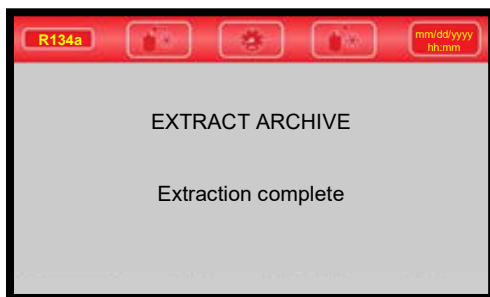 R134a
mm/dd/yyyy
hh:mm
EXTRACT ARCHIVE
Extraction complete